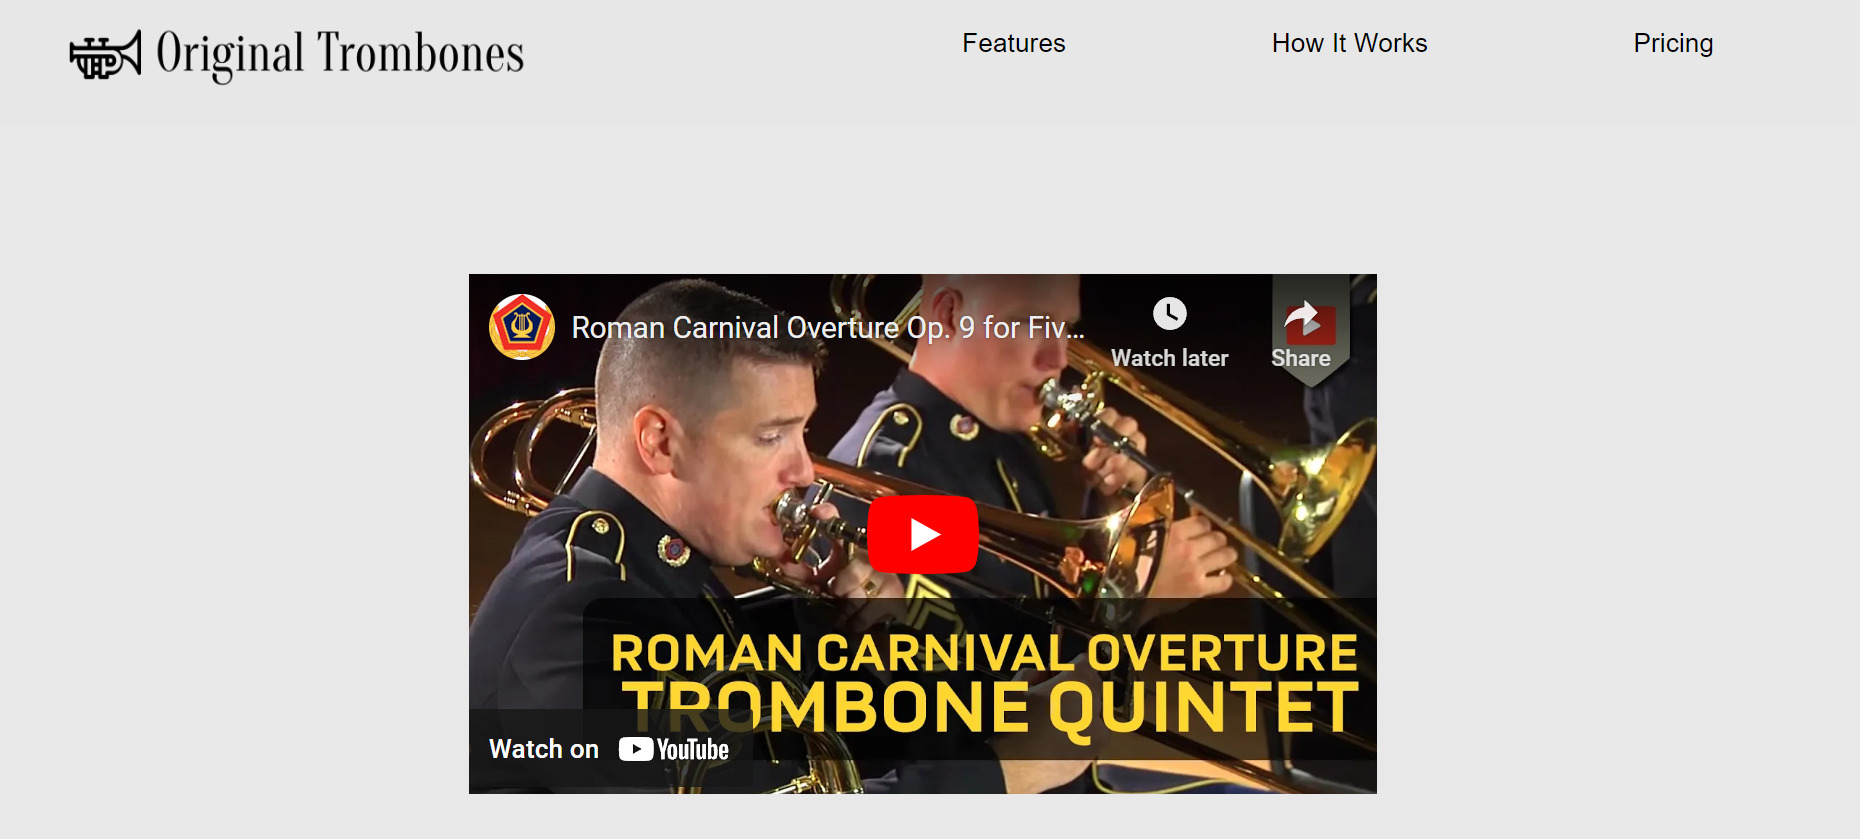 Original Trombones
Features
How It Works
Pricing
Roman Carnival Overture Op. 9 for Fiv...
Watch later
Share
ROMAN CARNIVAL OVERTURE
TROMBONE QUINTET
Watch on YouTube